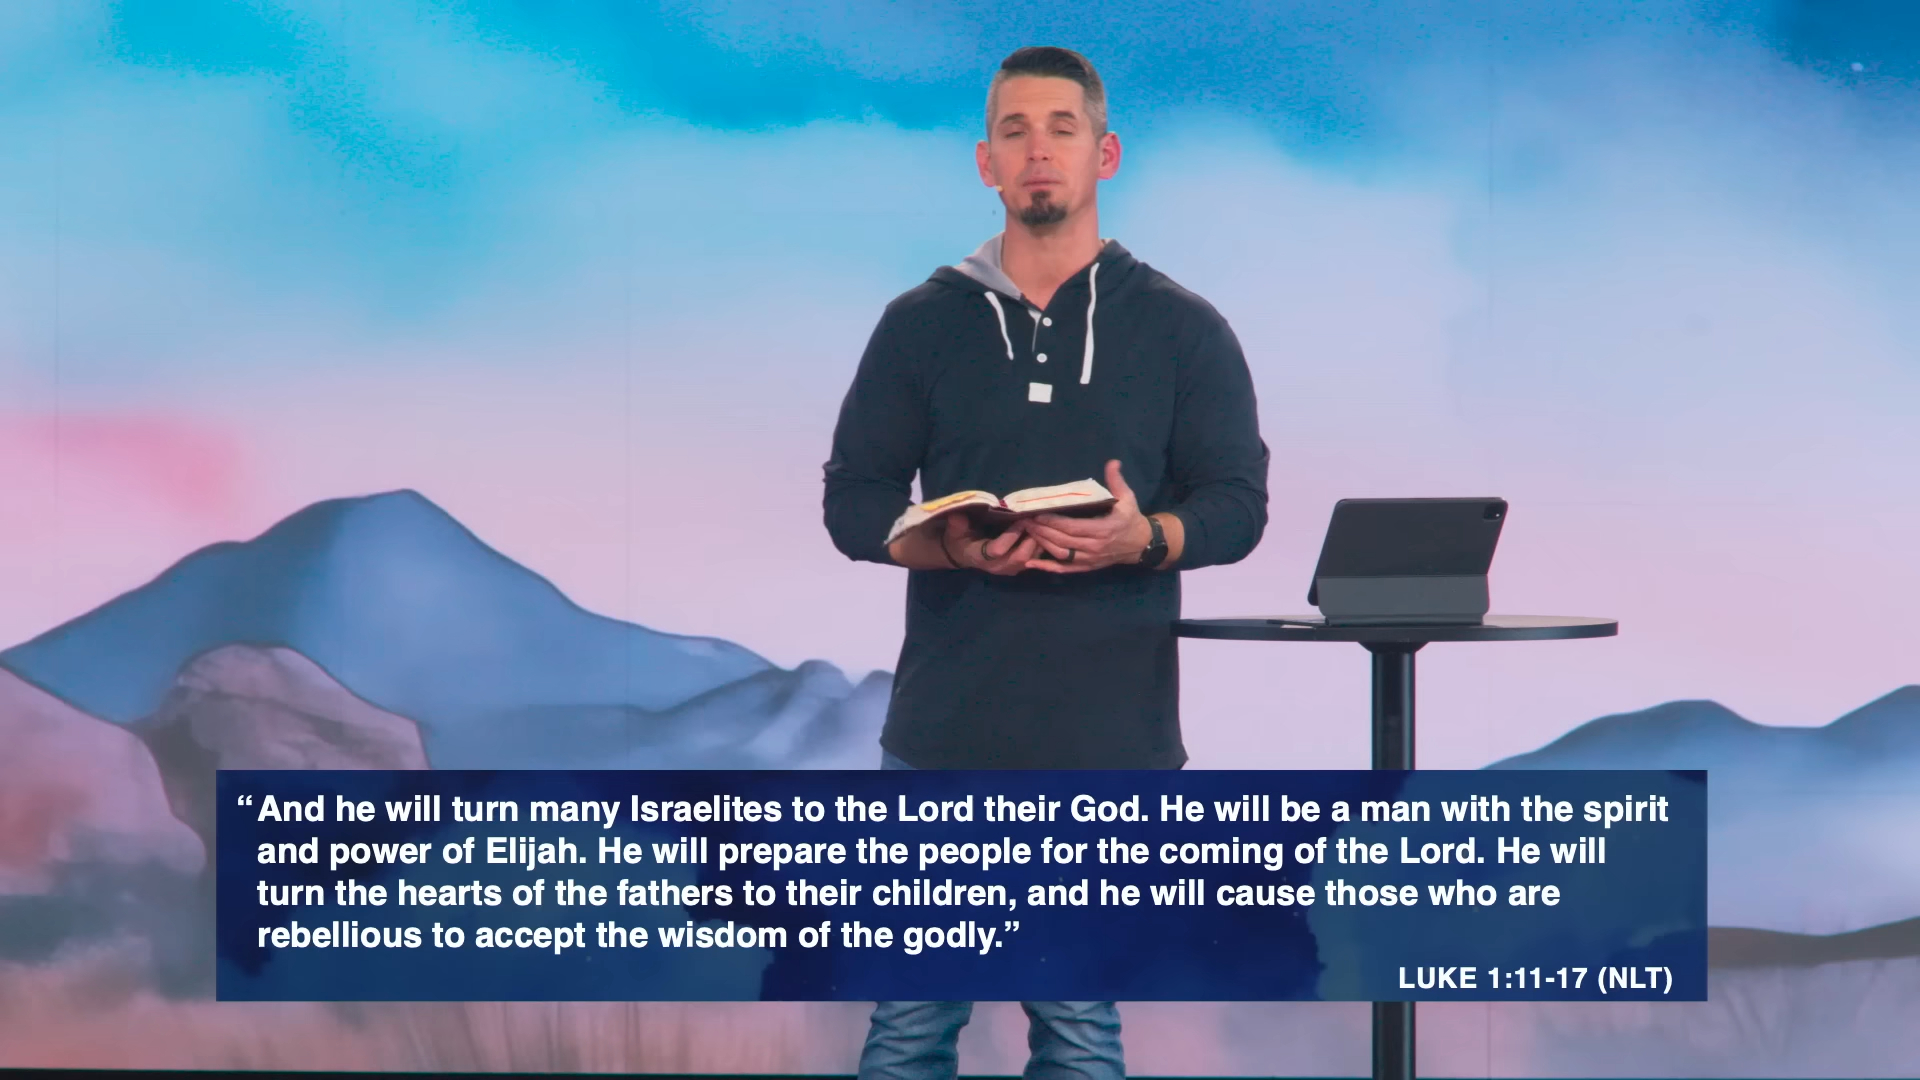 “And he will turn many Israelites to the Lord their God. He will be a man with the spirit
and power of Elijah. He will prepare the people for the coming of the Lord. He will
turn the hearts of the fathers to their children, and he will cause those who are
rebellious to accept the wisdom of the godly.”
LUKE 1:11-17 (NLT)